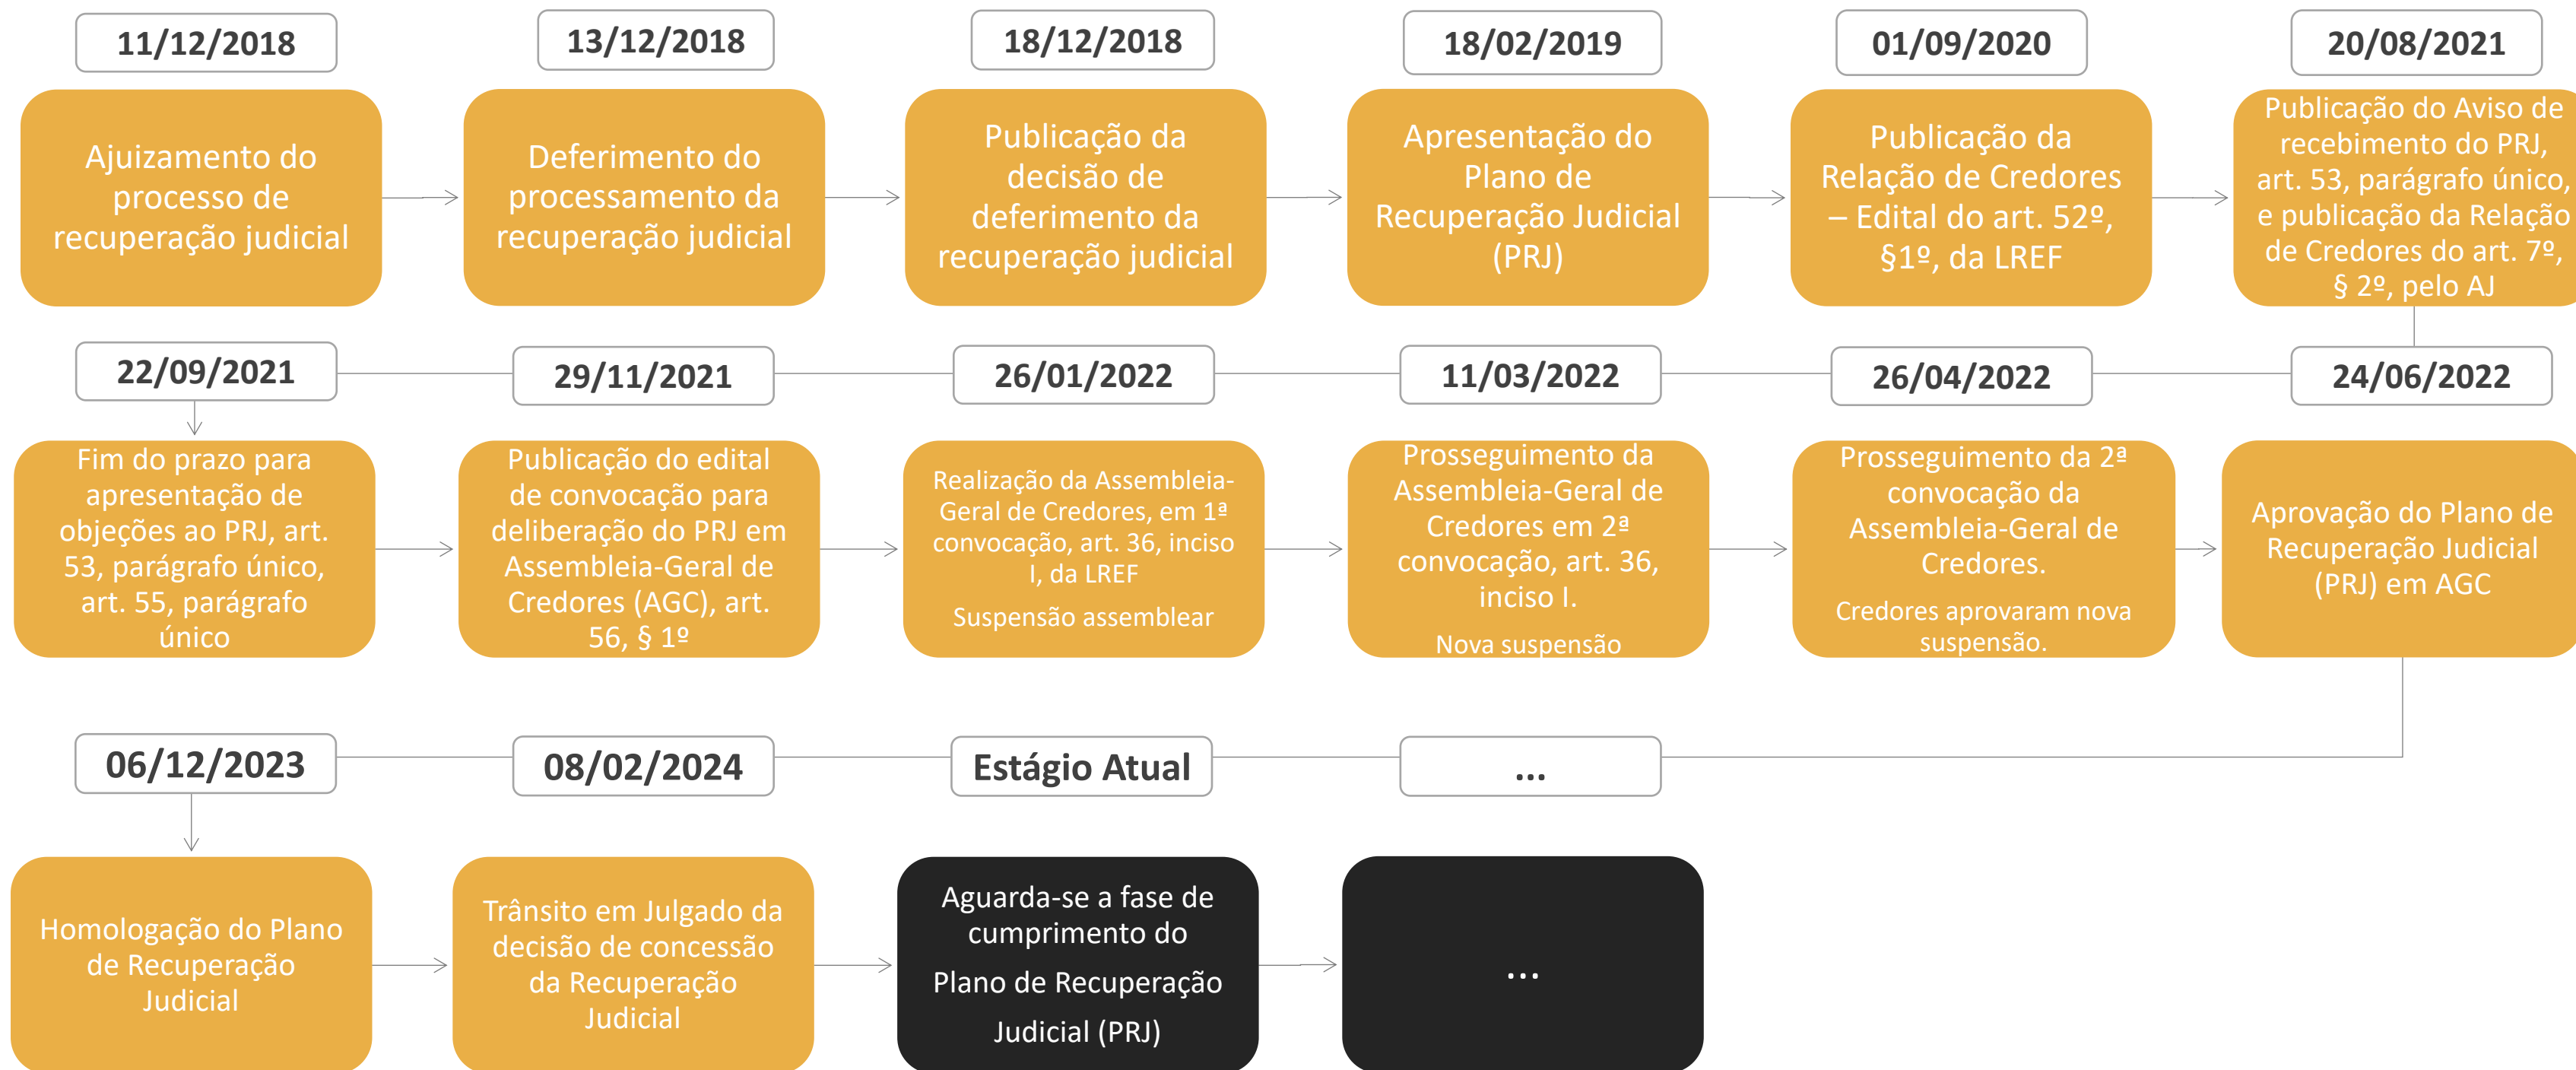 11/12/2018
13/12/2018
18/12/2018
18/02/2019
01/09/2020
20/08/2021
Ajuizamento do
processo de
recuperação judicial
Deferimento do
processamento da
recuperação judicial
Publicação da
decisão de
deferimento da
recuperação judicial
Apresentação do
Plano de
Recuperação Judicial
(PRJ)
Publicação da
Relação de Credores
– Edital do art. 52º,
§1º, da LREF
Publicação do Aviso de
recebimento do PRJ,
art. 53, parágrafo único,
e publicação da Relação
de Credores do art. 7º,
§ 2º, pelo AJ
22/09/2021
29/11/2021
26/01/2022
11/03/2022
26/04/2022
24/06/2022
Fim do prazo para
apresentação de
objeções ao PRJ, art.
53, parágrafo único,
art. 55, parágrafo
único
Publicação do edital
de convocação para
deliberação do PRJ em
Assembleia-Geral de
Credores (AGC), art.
56, § 1º
Realização da Assembleia-
Geral de Credores, em 1ª
convocação, art. 36, inciso
I, da LREF
Suspensão assemblear
Prosseguimento da
Assembleia-Geral de
Credores em 2ª
convocação, art. 36,
inciso I.
Nova suspensão
Prosseguimento da 2ª
convocação da
Assembleia-Geral de
Credores.
Credores aprovaram nova
suspensão.
Aprovação do Plano de
Recuperação Judicial
(PRJ) em AGC
06/12/2023
08/02/2024
Estágio Atual
...
Homologação do Plano
de Recuperação
Judicial
Trânsito em Julgado da
decisão de concessão
da Recuperação
Judicial
Aguarda-se a fase de
cumprimento do
Plano de Recuperação
Judicial (PRJ)
...